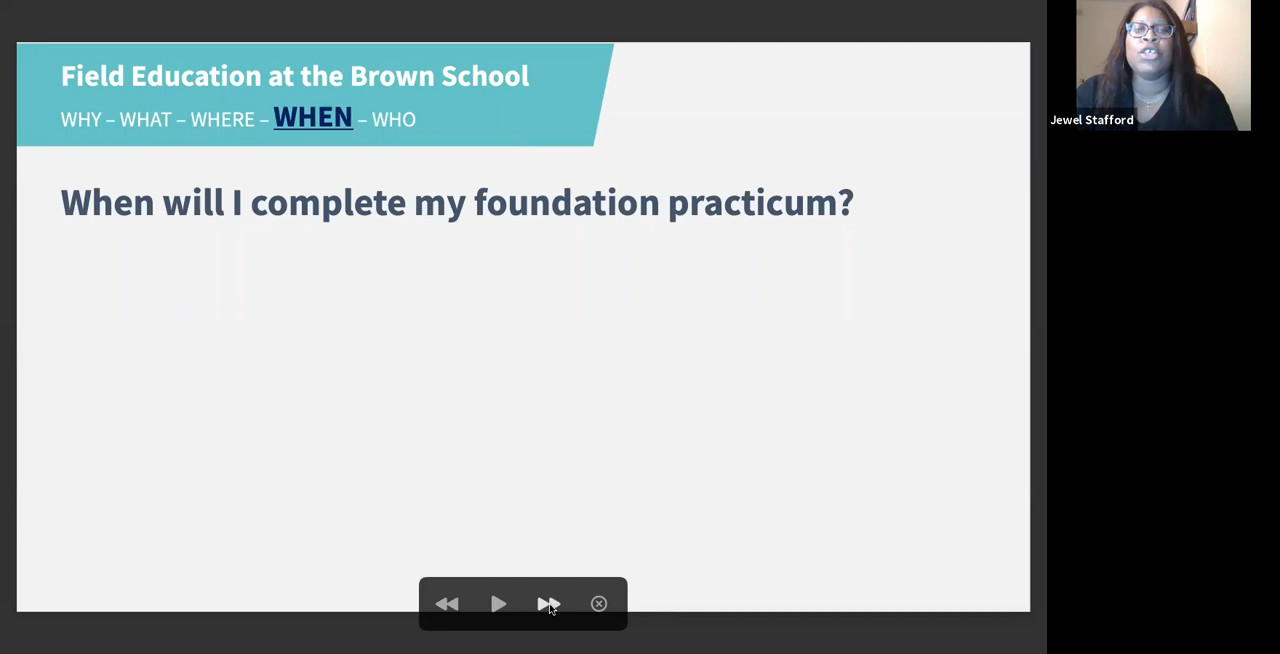 Field Education at the Brown School
WHY – WHAT – WHERE – WHEN – WHO
When will I complete my foundation practicum?
Jewel Stafford